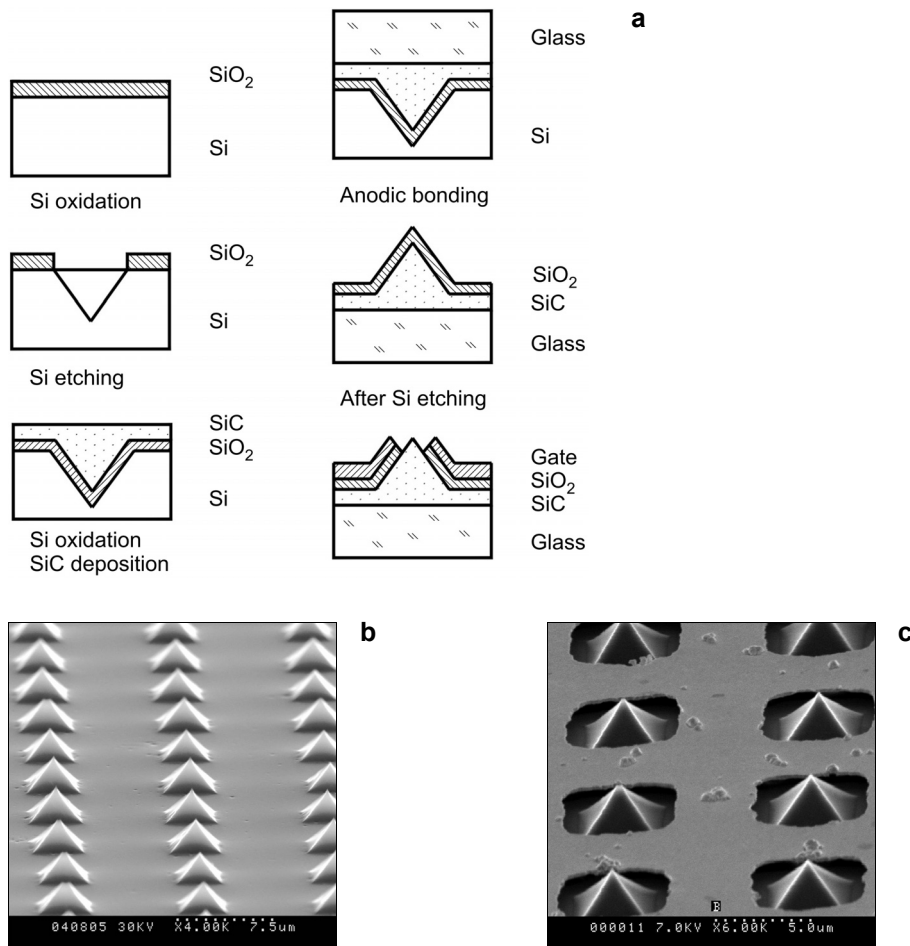 a
SiO2
Si
Si oxidation
SiO2
Si
Si etching
SiC
SiO2
Si
Si oxidation
SiC deposition
Glass
Si
Anodic bonding
SiO2
SiC
Glass
After Si etching
Gate
SiO2
SiC
Glass
b
040805 30KV X4.00K 7.5um
c
B
000011 7.0KV X6.00K 5.0um